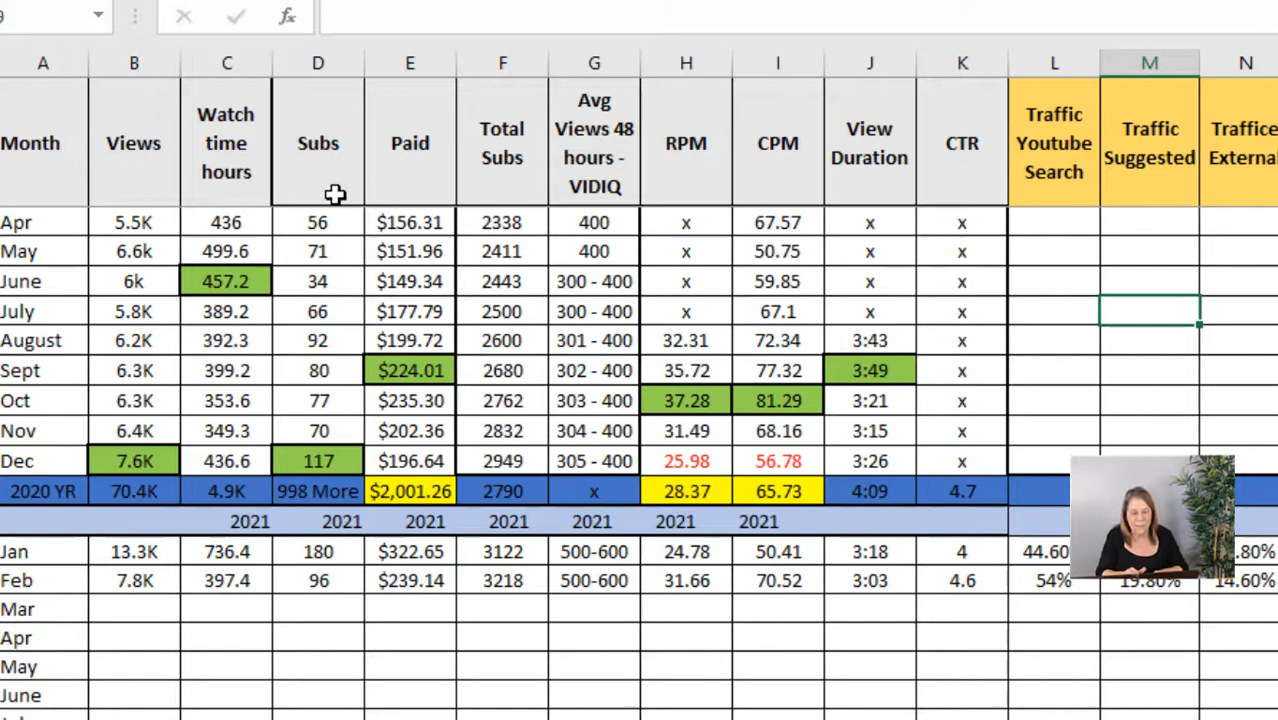 9
fx
A B C D E F G H I J K L M N
Month Views Watch time hours Subs Paid Total Subs Avg Views 48 hours - VIDIQ RPM CPM View Duration CTR Traffic Youtube Search Traffic Suggested Traffice External
Apr 5.5K 436 56 $156.31 2338 400 x 67.57 x x
May 6.6k 499.6 71 $151.96 2411 400 x 50.75 x x
June 6k 457.2 34 $149.34 2443 300 - 400 x 59.85 x x
July 5.8K 389.2 66 $177.79 2500 300 - 400 x 67.1 x x
August 6.2K 392.3 92 $199.72 2600 301 - 400 32.31 72.34 3:43 x
Sept 6.3K 399.2 80 $224.01 2680 302 - 400 35.72 77.32 3:49 x
Oct 6.3K 353.6 77 $235.30 2762 303 - 400 37.28 81.29 3:21 x
Nov 6.4K 349.3 70 $202.36 2832 304 - 400 31.49 68.16 3:15 x
Dec 7.6K 436.6 117 $196.64 2949 305 - 400 25.98 56.78 3:26 x
2020 YR 70.4K 4.9K 998 More $2,001.26 2790 x 28.37 65.73 4:09 4.7
2021 2021 2021 2021 2021 2021 2021
Jan 13.3K 736.4 180 $322.65 3122 500-600 24.78 50.41 3:18 4 44.60 .80%
Feb 7.8K 397.4 96 $239.14 3218 500-600 31.66 70.52 3:03 4.6 54% 19.80% 14.60%
Mar
Apr
May
June